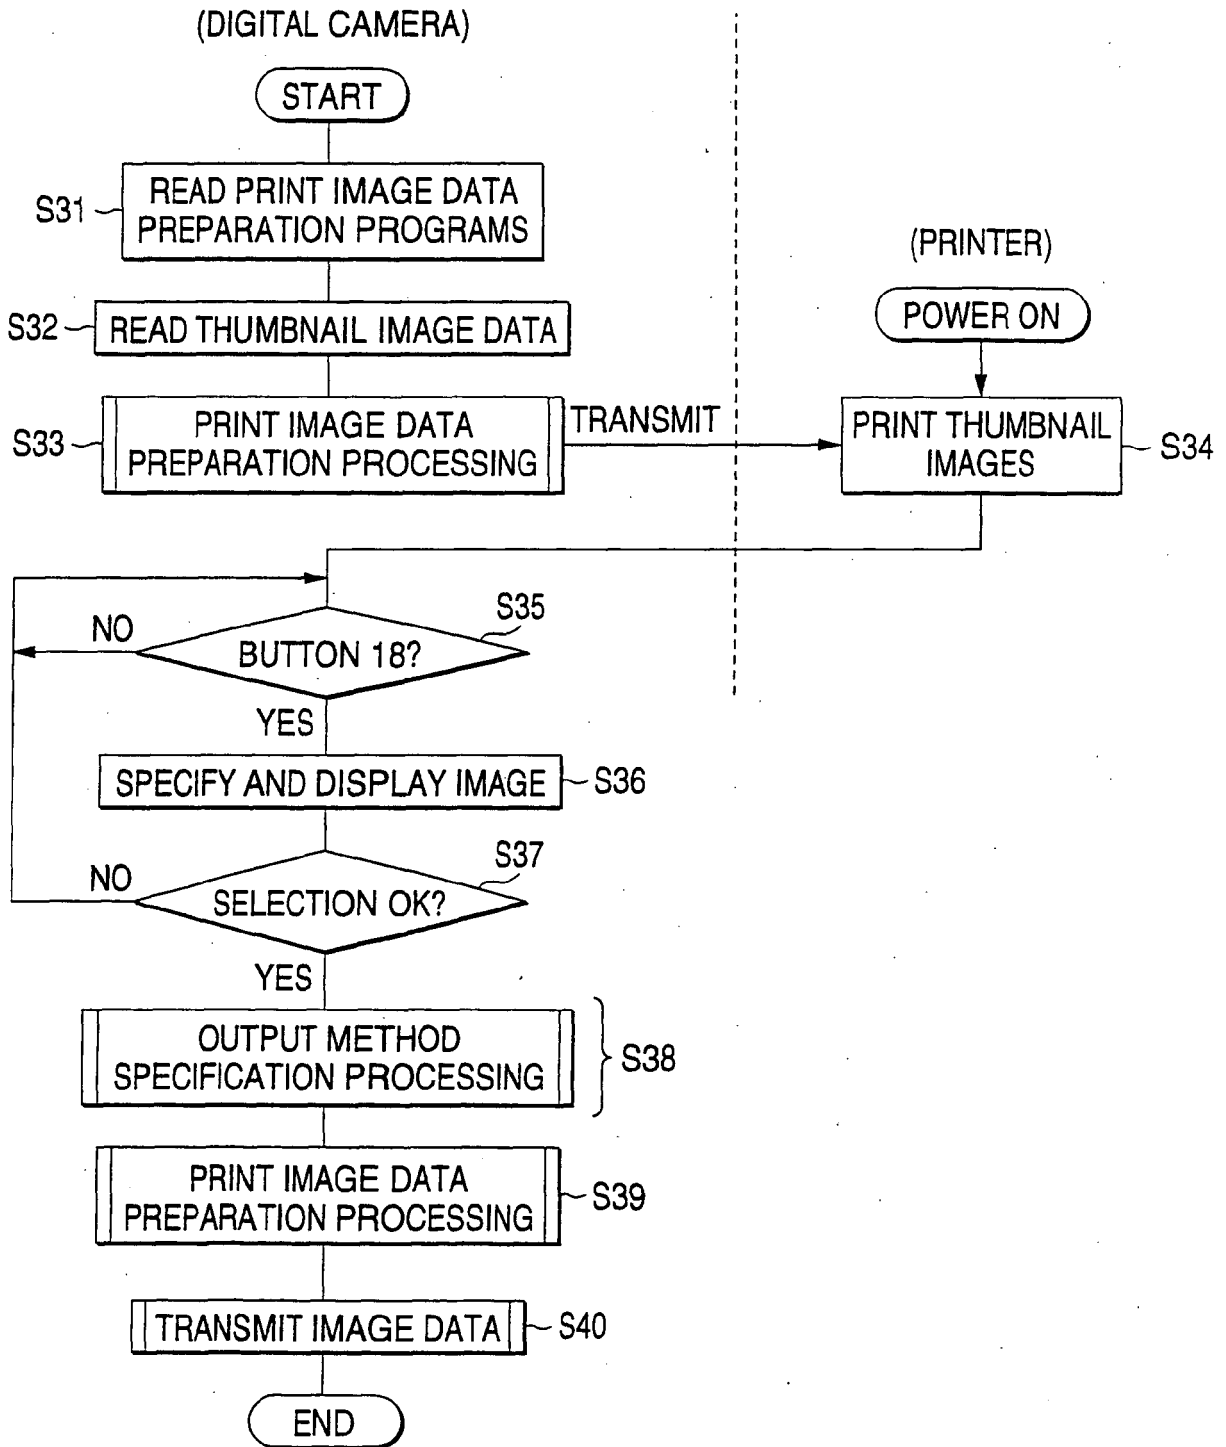 (DIGITAL CAMERA)
START
S31
READ PRINT IMAGE DATA
PREPARATION PROGRAMS
(PRINTER)
S32
READ THUMBNAIL IMAGE DATA
POWER ON
S33
PRINT IMAGE DATA
PREPARATION PROCESSING
TRANSMIT
PRINT THUMBNAIL
IMAGES
S34
S35
NO
BUTTON 18?
YES
SPECIFY AND DISPLAY IMAGE
S36
S37
NO
SELECTION OK?
YES
OUTPUT METHOD
SPECIFICATION PROCESSING
S38
PRINT IMAGE DATA
PREPARATION PROCESSING
S39
TRANSMIT IMAGE DATA
S40
END